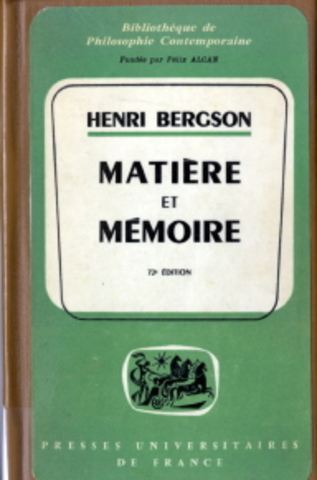 Bibliothèque de
Philosophie Contemporaine
Fondée par Félix ALCAN
HENRI BERGSON
MATIÈRE
ET
MÉMOIRE
72e ÉDITION
PRESSES UNIVERSITAIRES
DE FRANCE